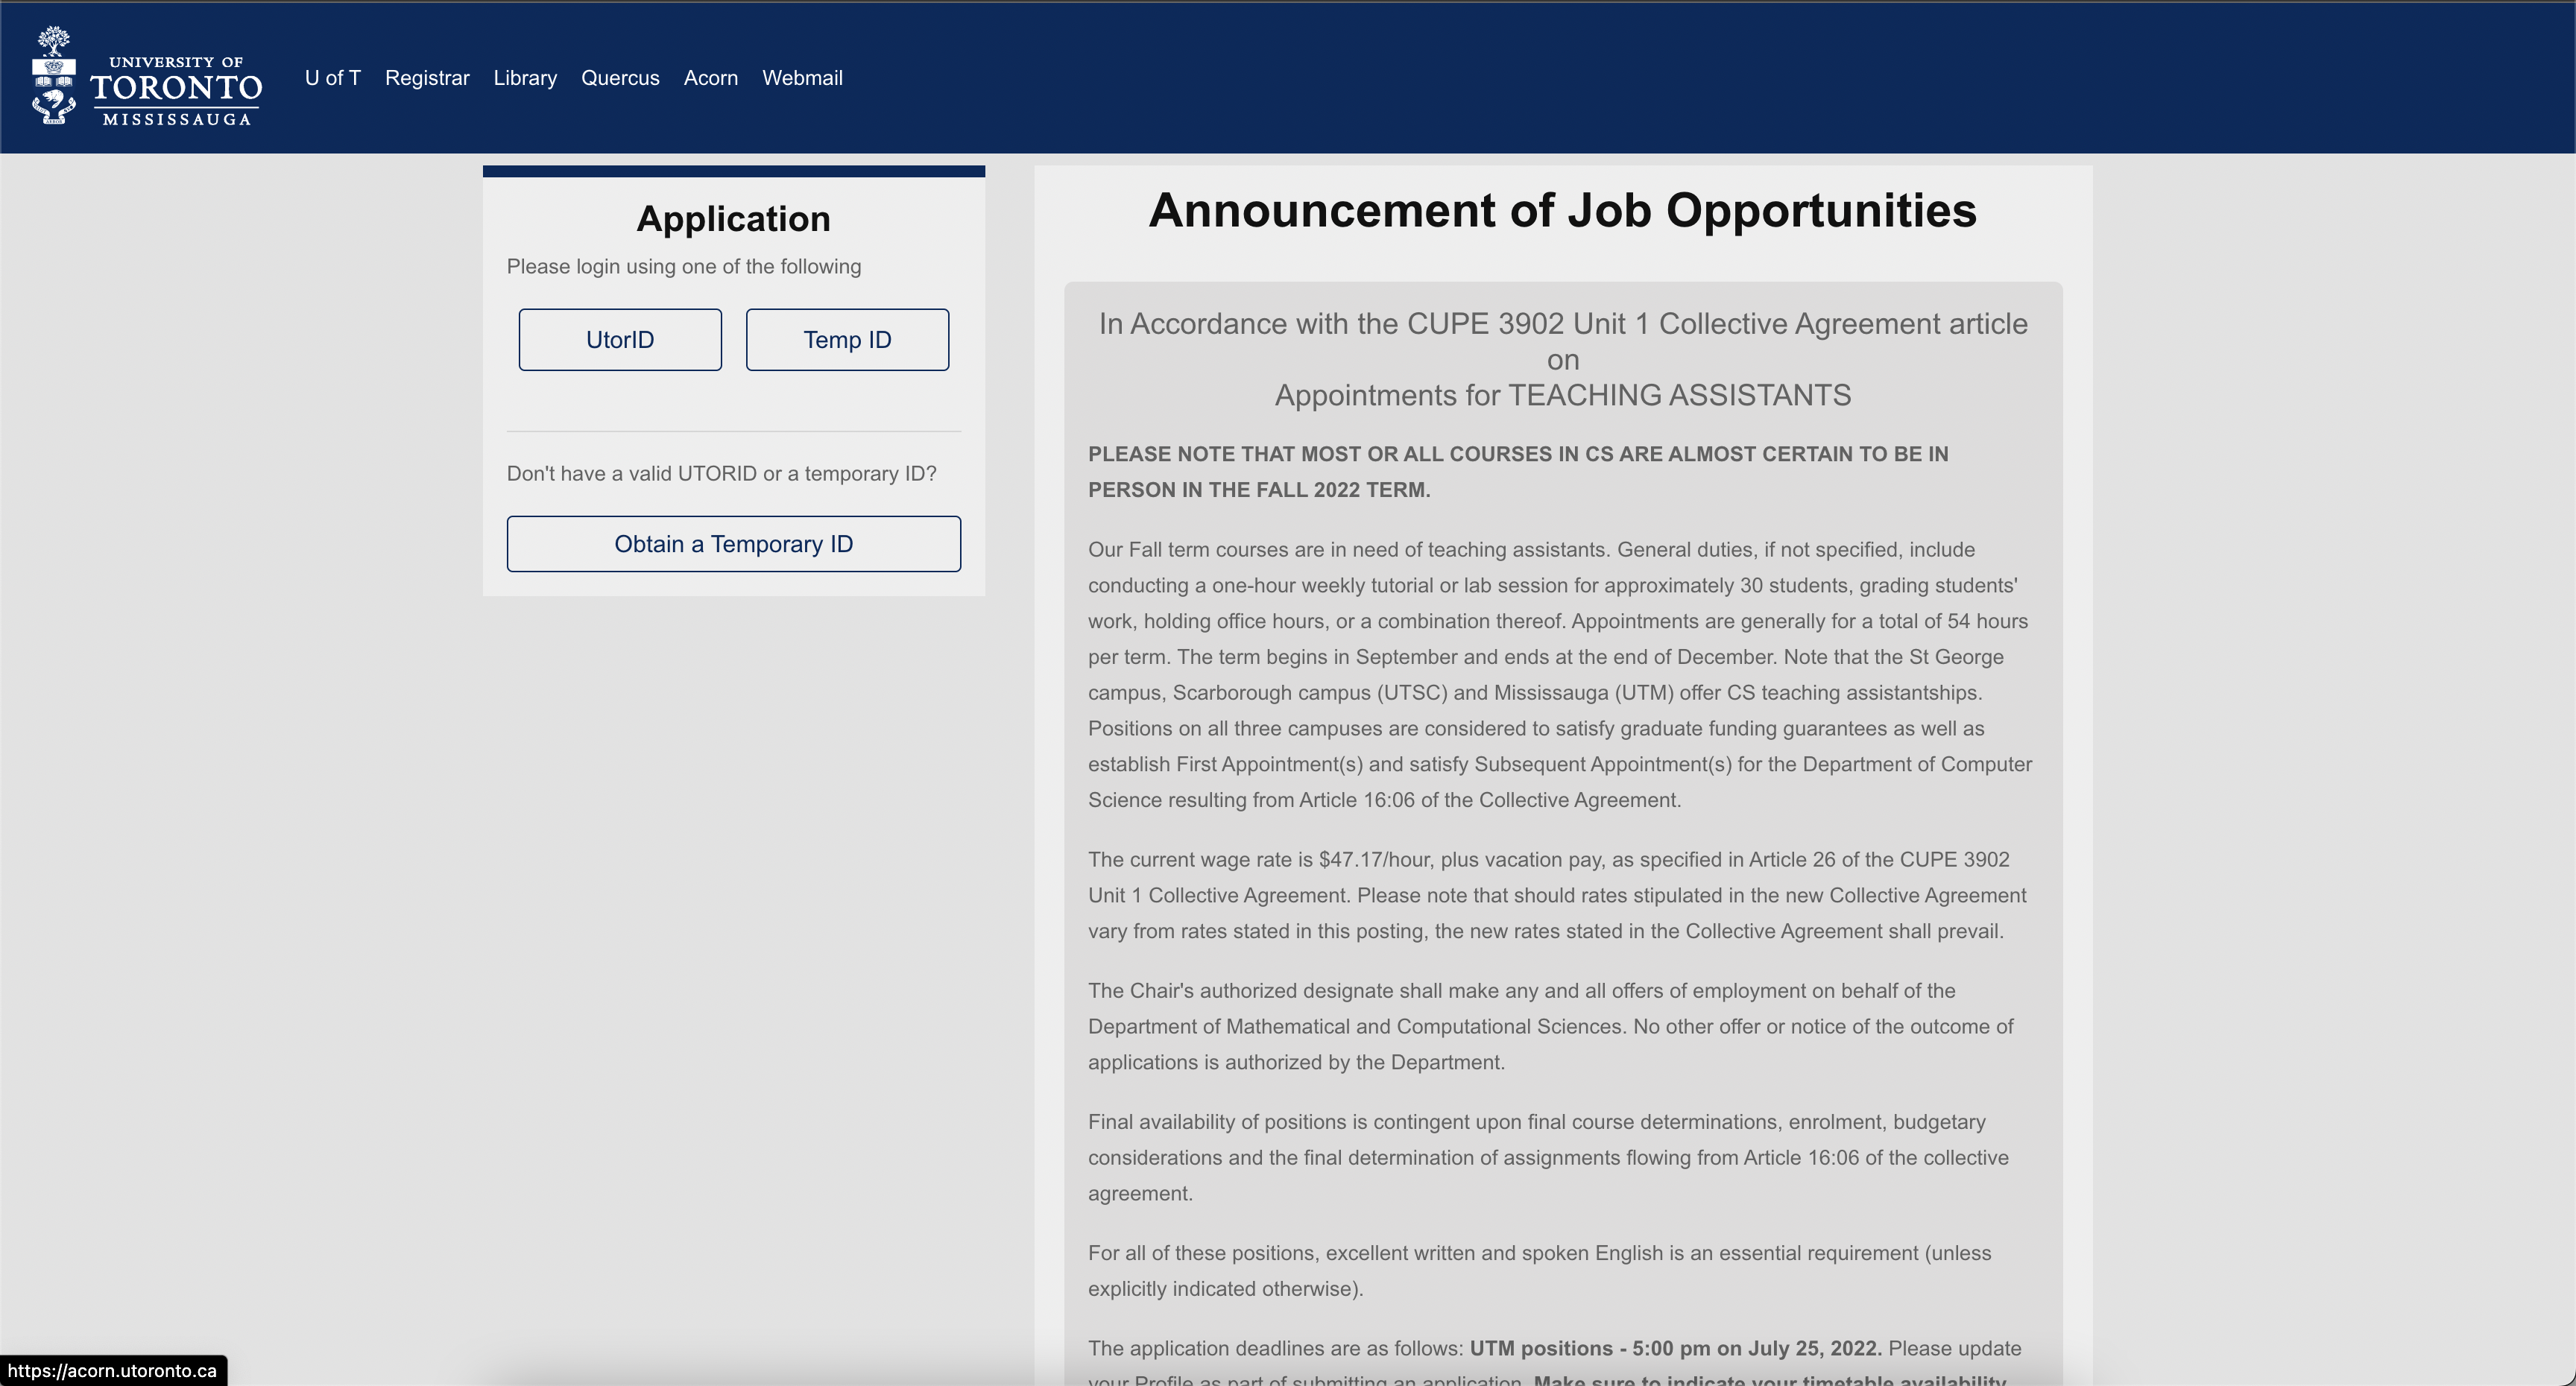 UNIVERSITY OF
TORONTO
MISSISSAUGA
U of T Registrar Library Quercus Acorn Webmail
Application
Please login using one of the following
UtorID Temp ID
Don't have a valid UTORID or a temporary ID?
Obtain a Temporary ID
Announcement of Job Opportunities
In Accordance with the CUPE 3902 Unit 1 Collective Agreement article
on
Appointments for TEACHING ASSISTANTS
PLEASE NOTE THAT MOST OR ALL COURSES IN CS ARE ALMOST CERTAIN TO BE IN
PERSON IN THE FALL 2022 TERM.
Our Fall term courses are in need of teaching assistants. General duties, if not specified, include
conducting a one-hour weekly tutorial or lab session for approximately 30 students, grading students'
work, holding office hours, or a combination thereof. Appointments are generally for a total of 54 hours
per term. The term begins in September and ends at the end of December. Note that the St George
campus, Scarborough campus (UTSC) and Mississauga (UTM) offer CS teaching assistantships.
Positions on all three campuses are considered to satisfy graduate funding guarantees as well as
establish First Appointment(s) and satisfy Subsequent Appointment(s) for the Department of Computer
Science resulting from Article 16:06 of the Collective Agreement.
The current wage rate is $47.17/hour, plus vacation pay, as specified in Article 26 of the CUPE 3902
Unit 1 Collective Agreement. Please note that should rates stipulated in the new Collective Agreement
vary from rates stated in this posting, the new rates stated in the Collective Agreement shall prevail.
The Chair's authorized designate shall make any and all offers of employment on behalf of the
Department of Mathematical and Computational Sciences. No other offer or notice of the outcome of
applications is authorized by the Department.
Final availability of positions is contingent upon final course determinations, enrolment, budgetary
considerations and the final determination of assignments flowing from Article 16:06 of the collective
agreement.
For all of these positions, excellent written and spoken English is an essential requirement (unless
explicitly indicated otherwise).
The application deadlines are as follows: UTM positions - 5:00 pm on July 25, 2022. Please update
your Profile as part of submitting an application. Make sure to indicate your timetable availability
https://acorn.utoronto.ca